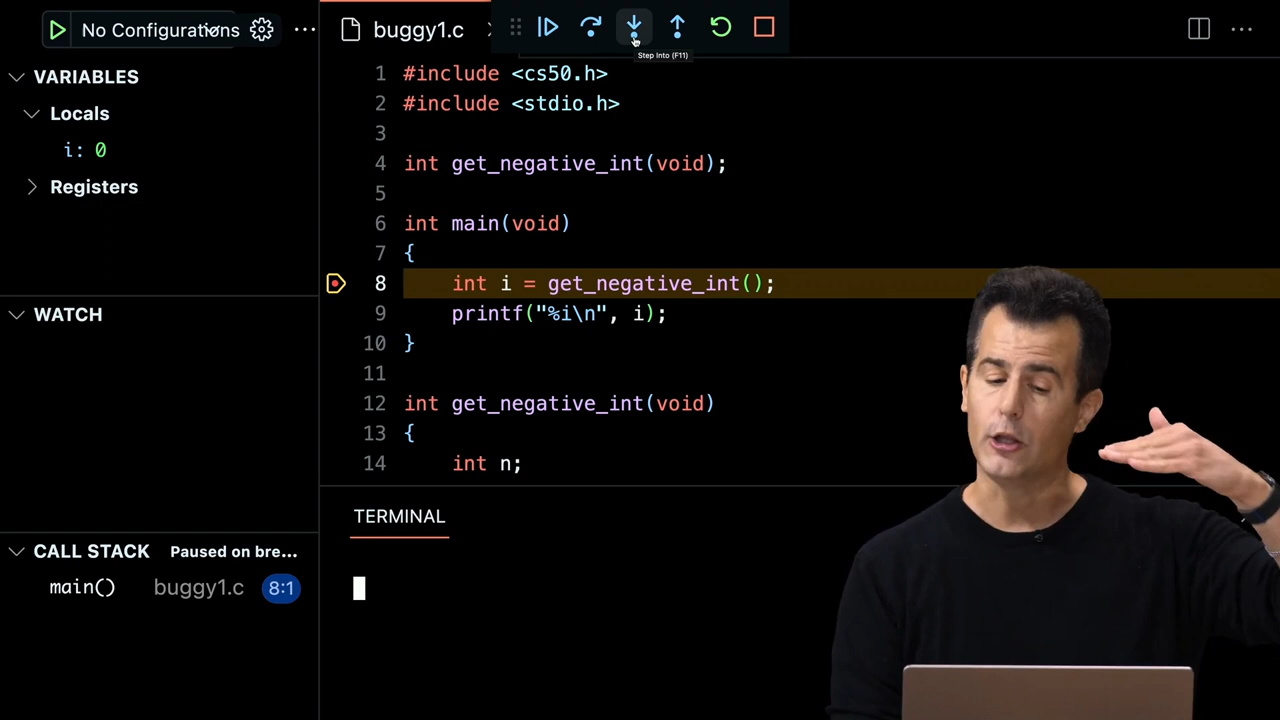 No Configurations
buggy1.c
Step Into (F11)
VARIABLES
Locals
i: 0
Registers
WATCH
CALL STACK Paused on bre...
main() buggy1.c 8:1
1 #include <cs50.h>
2 #include <stdio.h>
3
4 int get_negative_int(void);
5
6 int main(void)
7 {
8 int i = get_negative_int();
9 printf("%i\n", i);
10 }
11
12 int get_negative_int(void)
13 {
14 int n;
TERMINAL